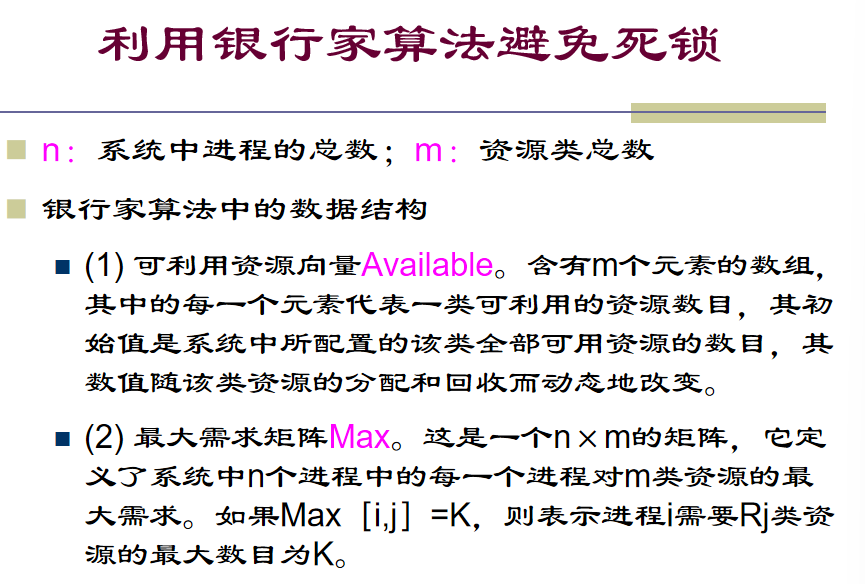 利用银行家算法避免死锁
n：系统中进程的总数；m：资源类总数
银行家算法中的数据结构
(1) 可利用资源向量Available。含有m个元素的数组，
其中的每一个元素代表一类可利用的资源数目，其初
始值是系统中所配置的该类全部可用资源的数目，其
数值随该类资源的分配和回收而动态地改变。
(2) 最大需求矩阵Max。这是一个n×m的矩阵，它定
义了系统中n个进程中的每一个进程对m类资源的最
大需求。如果Max［i,j］=K，则表示进程i需要Rj类资
源的最大数目为K。